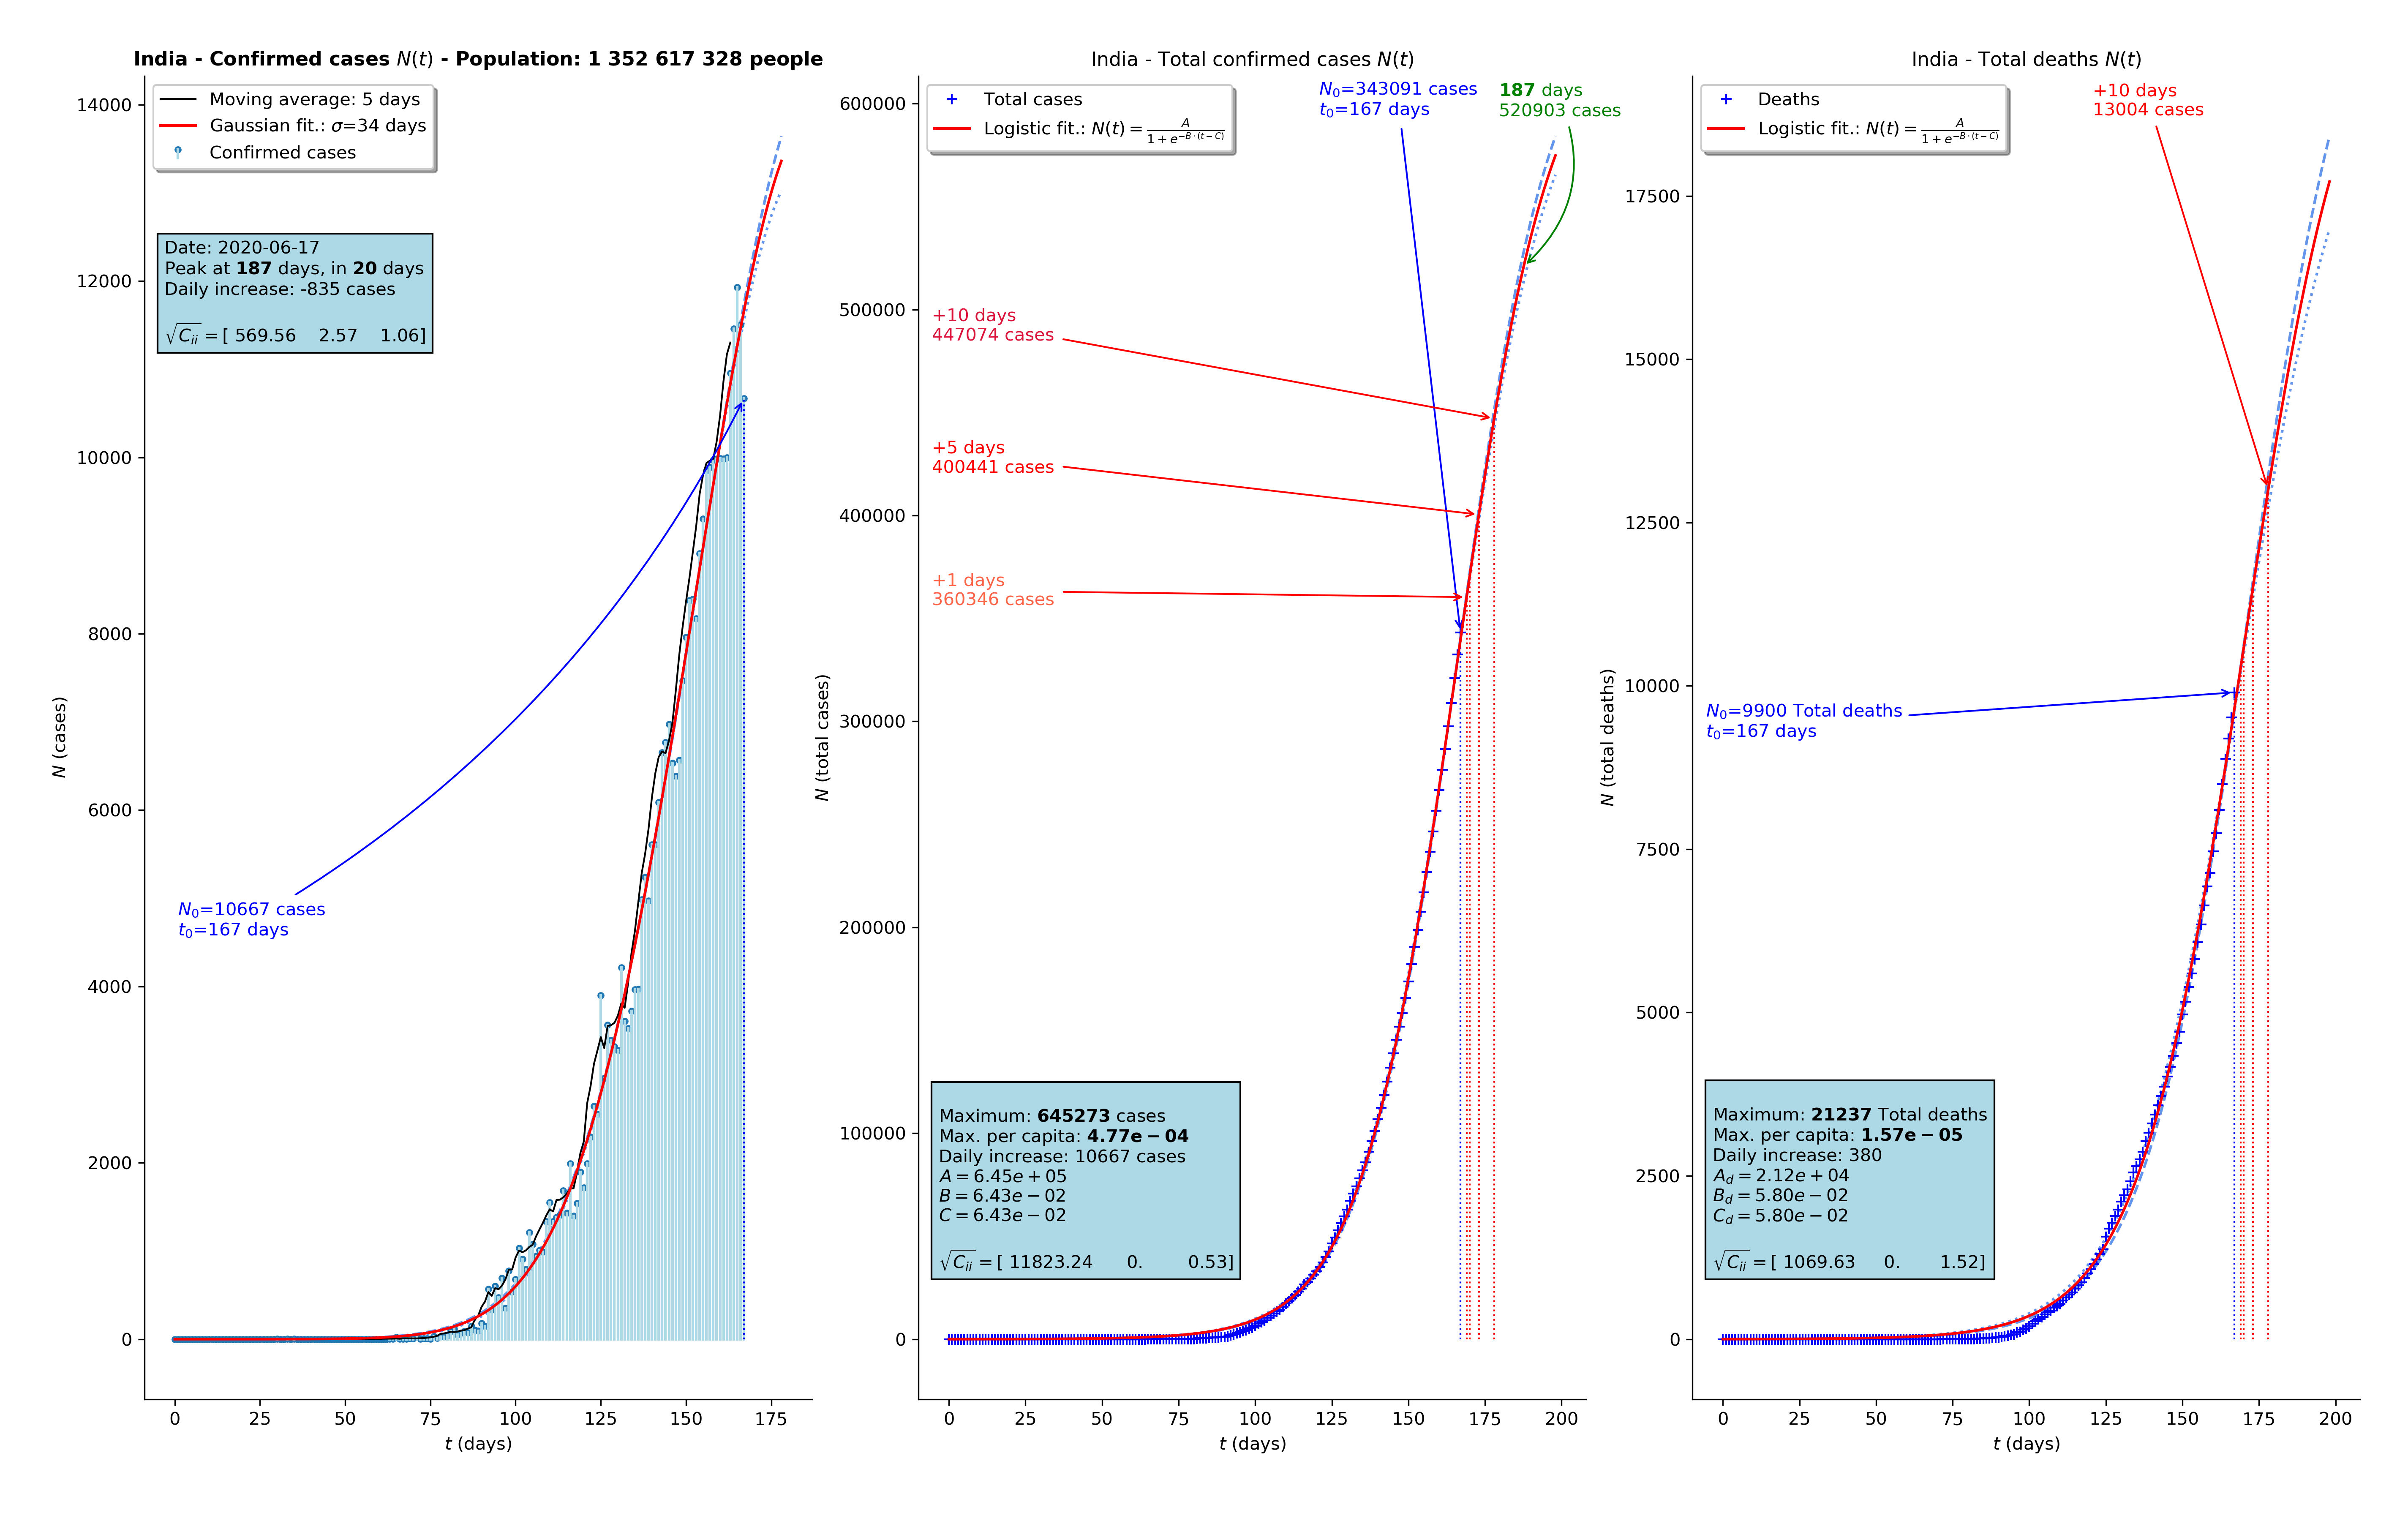 India - Confirmed cases N(t) - Population: 1 352 617 328 people
14000
12000
10000
8000
6000
4000
2000
0
N (cases)
Moving average: 5 days
Gaussian fit.: σ=34 days
Confirmed cases
Date: 2020-06-17
Peak at 187 days, in 20 days
Daily increase: -835 cases
√C_ii = [ 569.56 2.57 1.06]
N₀=10667 cases
t₀=167 days
0 25 50 75 100 125 150 175
t (days)
India - Total confirmed cases N(t)
600000
500000
400000
300000
200000
100000
0
N (total cases)
Total cases
Logistic fit.: N(t) = A / (1 + e^(−B·(t−C)))
N₀=343091 cases
t₀=167 days
187 days
520903 cases
+10 days
447074 cases
+5 days
400441 cases
+1 days
360346 cases
Maximum: 645273 cases
Max. per capita: 4.77e − 04
Daily increase: 10667 cases
A = 6.45e + 05
B = 6.43e − 02
C = 6.43e − 02
√C_ii = [ 11823.24 0. 0.53]
0 25 50 75 100 125 150 175 200
t (days)
India - Total deaths N(t)
17500
15000
12500
10000
7500
5000
2500
0
N (total deaths)
Deaths
Logistic fit.: N(t) = A / (1 + e^(−B·(t−C)))
+10 days
13004 cases
N₀=9900 Total deaths
t₀=167 days
Maximum: 21237 Total deaths
Max. per capita: 1.57e − 05
Daily increase: 380
A_d = 2.12e + 04
B_d = 5.80e − 02
C_d = 5.80e − 02
√C_ii = [ 1069.63 0. 1.52]
0 25 50 75 100 125 150 175 200
t (days)